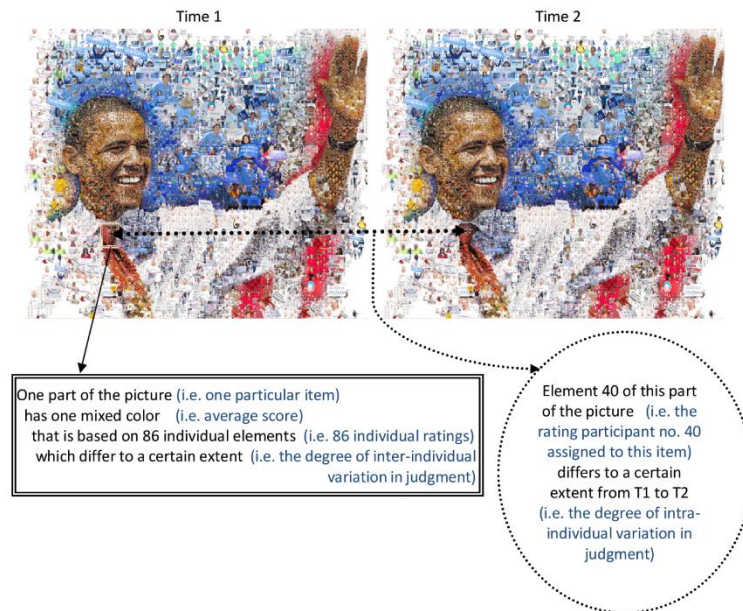 Time 1
Time 2
One part of the picture (i.e. one particular item)
has one mixed color (i.e. average score)
that is based on 86 individual elements (i.e. 86 individual ratings)
which differ to a certain extent (i.e. the degree of inter-individual
variation in judgment)
Element 40 of this part
of the picture (i.e. the
rating participant no. 40
assigned to this item)
differs to a certain
extent from T1 to T2
(i.e. the degree of intra-
individual variation in
judgment)